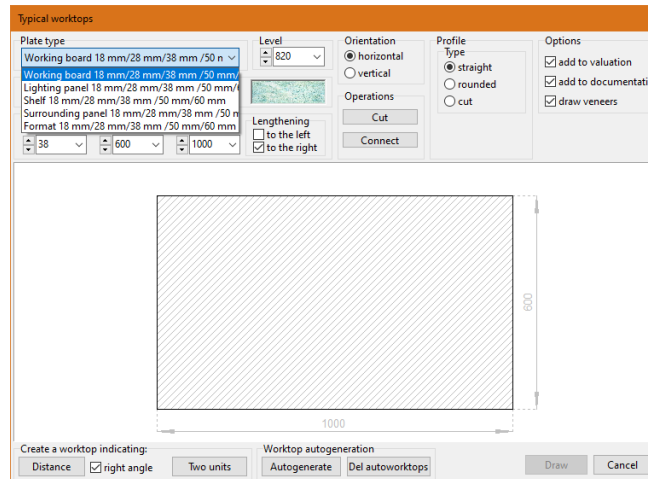 Typical worktops
Plate type
Level
Orientation
Profile
Options
Working board 18 mm/28 mm/38 mm /50 n
820
horizontal
vertical
Type
straight
rounded
cut
add to valuation
add to documentati
draw veneers
Working board 18 mm/28 mm/38 mm /50 mm/
Lighting panel 18 mm/28 mm/38 mm /50 mm/
Shelf 18 mm/28 mm/38 mm /50 mm/60 mm
Surrounding panel 18 mm/28 mm/38 mm /50 n
Format 18 mm/28 mm/38 mm /50 mm/60 mm
Operations
Cut
Connect
Lengthening
to the left
to the right
38
600
1000
600
1000
Create a worktop indicating:
Worktop autogeneration
Distance
right angle
Two units
Autogenerate
Del autoworktops
Draw
Cancel